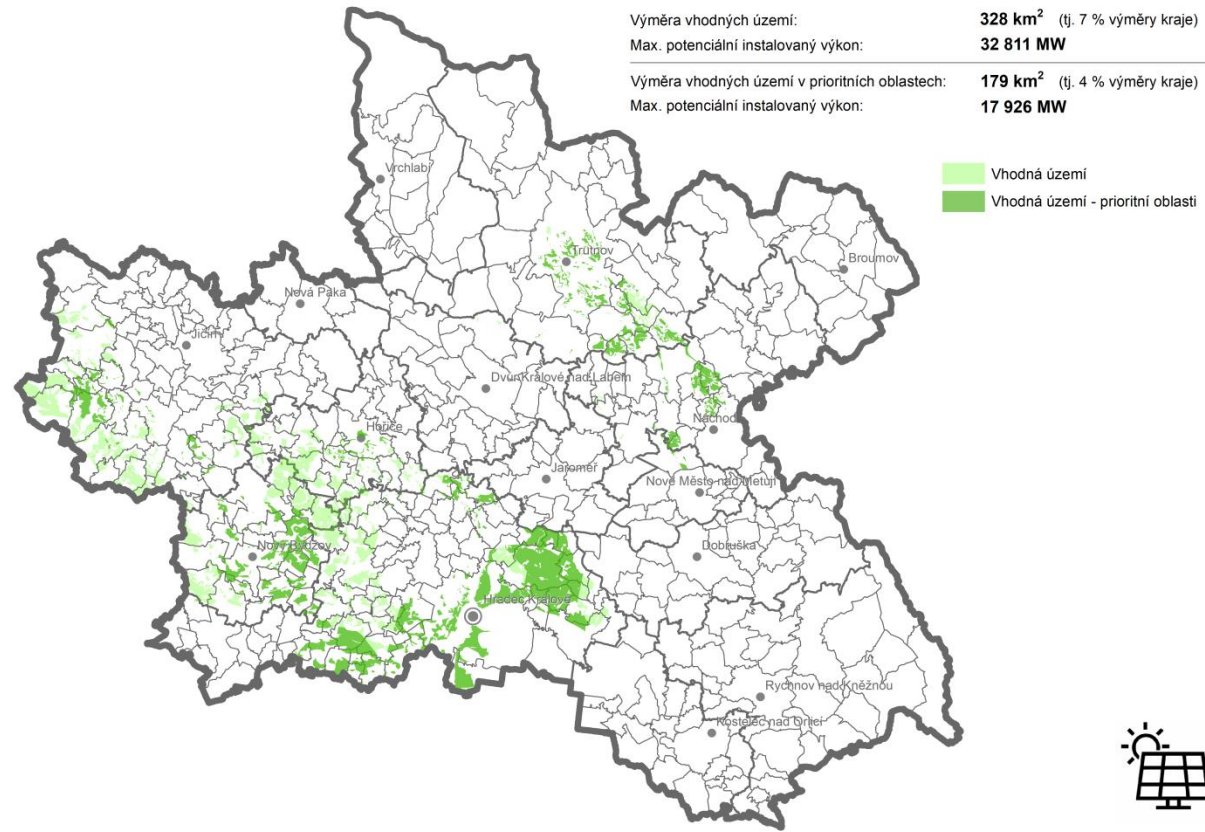 Výměra vhodných území: 328 km² (tj. 7 % výměry kraje)
Max. potenciální instalovaný výkon: 32 811 MW
Výměra vhodných území v prioritních oblastech: 179 km² (tj. 4 % výměry kraje)
Max. potenciální instalovaný výkon: 17 926 MW
Vhodná území
Vhodná území - prioritní oblasti
Vrchlabí
Trutnov
Broumov
Nová Paka
Jičín
Dvůr Králové nad Labem
Náchod
Hořice
Jaroměř
Nové Město nad Metují
Nový Bydžov
Dobruška
Hradec Králové
Rychnov nad Kněžnou
Kostelec nad Orlicí